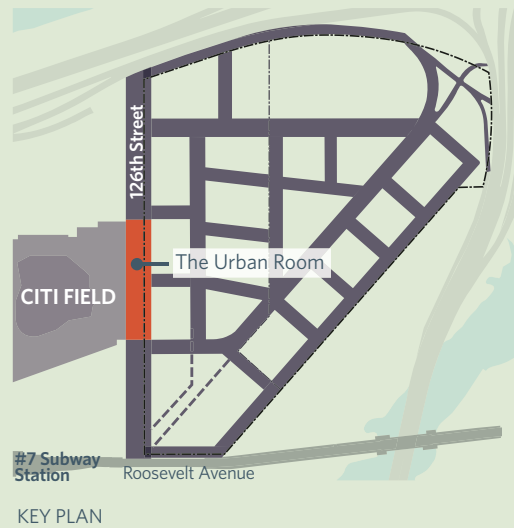 126th Street
The Urban Room
CITI FIELD
#7 Subway
Station
Roosevelt Avenue
KEY PLAN